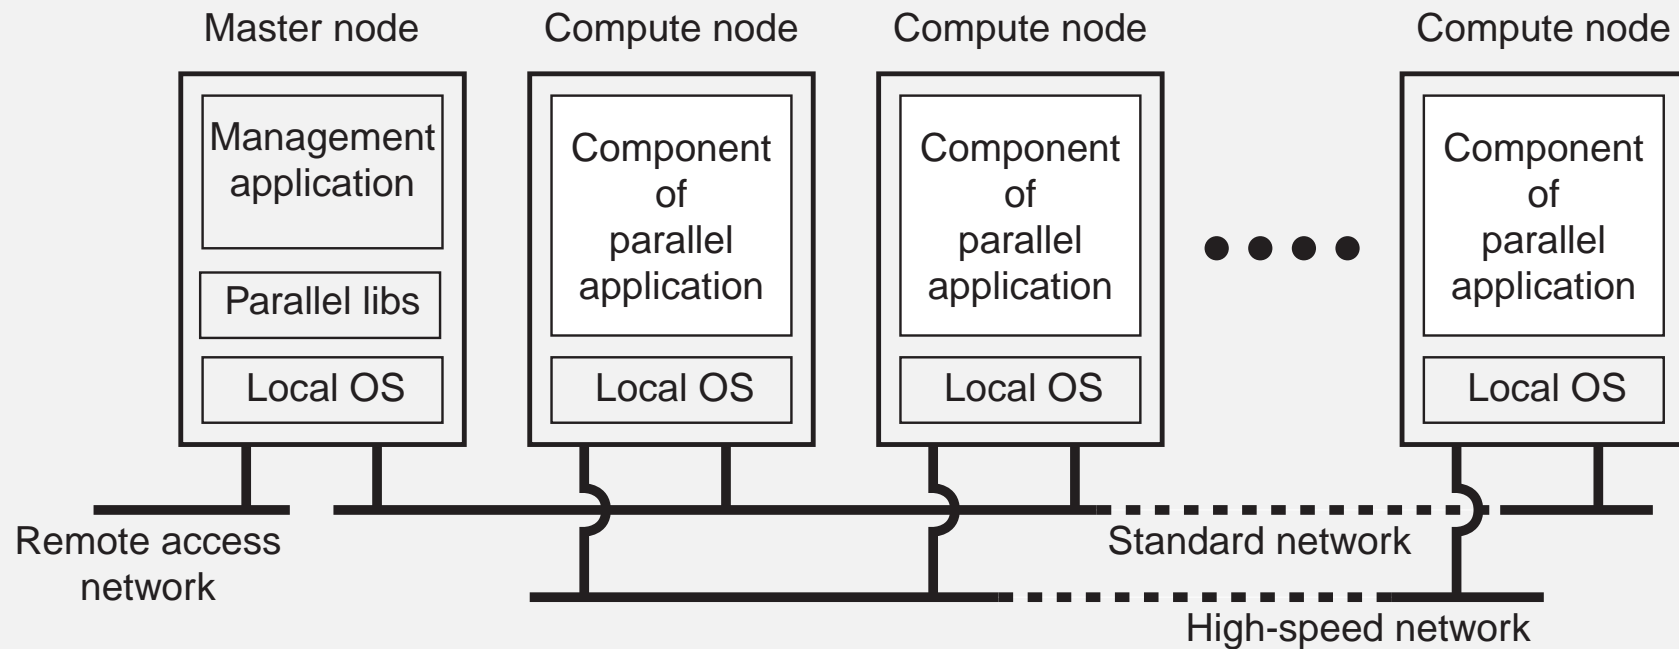 Master node
Compute node
Compute node
Compute node
Management
application
Parallel libs
Local OS
Component
of
parallel
application
Local OS
Component
of
parallel
application
Local OS
Component
of
parallel
application
Local OS
Remote access
network
Standard network
High-speed network